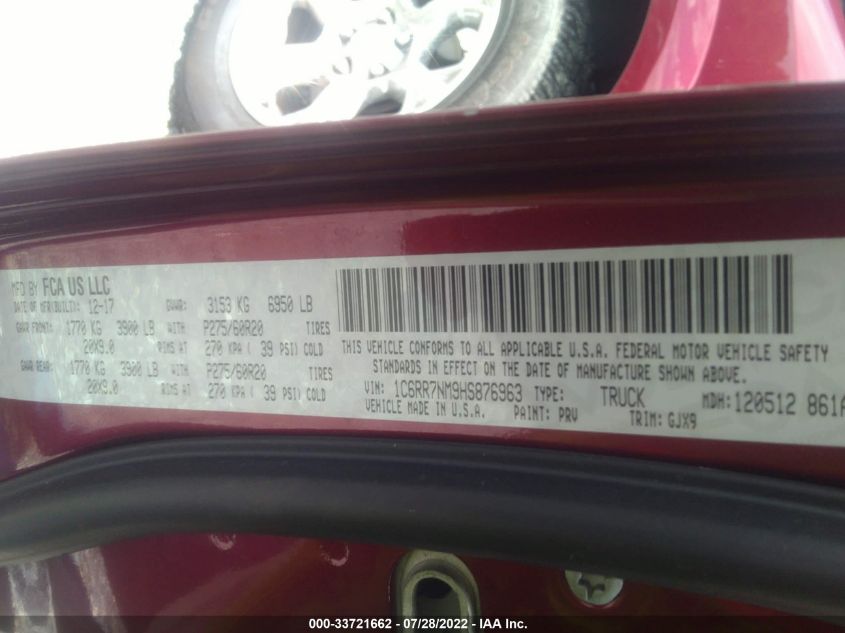 MFD BY FCA US LLC
DATE OF MFR(BUILT): 12-17 GVWR: 3153 KG 6950 LB
GAWR FRONT: 1770 KG 3900 LB WITH P275/60R20 TIRES
20X9.0 RIMS AT 270 KPA ( 39 PSI) COLD
GAWR REAR: 1770 KG 3900 LB WITH P275/60R20 TIRES
20X9.0 RIMS AT 270 KPA ( 39 PSI) COLD
THIS VEHICLE CONFORMS TO ALL APPLICABLE U.S.A. FEDERAL MOTOR VEHICLE SAFETY
STANDARDS IN EFFECT ON THE DATE OF MANUFACTURE SHOWN ABOVE.
VIN: 1C6RR7NM9HS876963 TYPE: TRUCK MDH:120512 861A
VEHICLE MADE IN U.S.A. PAINT: PRV TRIM: GJX9
000-33721662 - 07/28/2022 - IAA Inc.